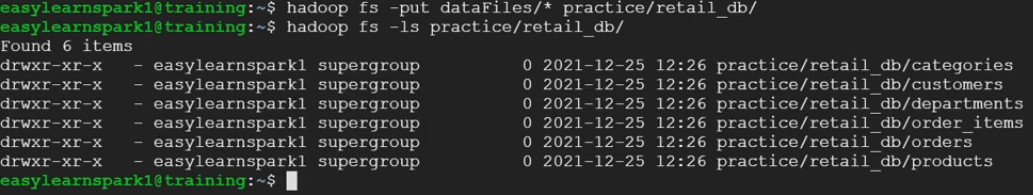 easylearnspark1@training:~$ hadoop fs -put dataFiles/* practice/retail_db/
easylearnspark1@training:~$ hadoop fs -ls practice/retail_db/
Found 6 items
drwxr-xr-x   - easylearnspark1 supergroup          0 2021-12-25 12:26 practice/retail_db/categories
drwxr-xr-x   - easylearnspark1 supergroup          0 2021-12-25 12:26 practice/retail_db/customers
drwxr-xr-x   - easylearnspark1 supergroup          0 2021-12-25 12:26 practice/retail_db/departments
drwxr-xr-x   - easylearnspark1 supergroup          0 2021-12-25 12:26 practice/retail_db/order_items
drwxr-xr-x   - easylearnspark1 supergroup          0 2021-12-25 12:26 practice/retail_db/orders
drwxr-xr-x   - easylearnspark1 supergroup          0 2021-12-25 12:26 practice/retail_db/products
easylearnspark1@training:~$